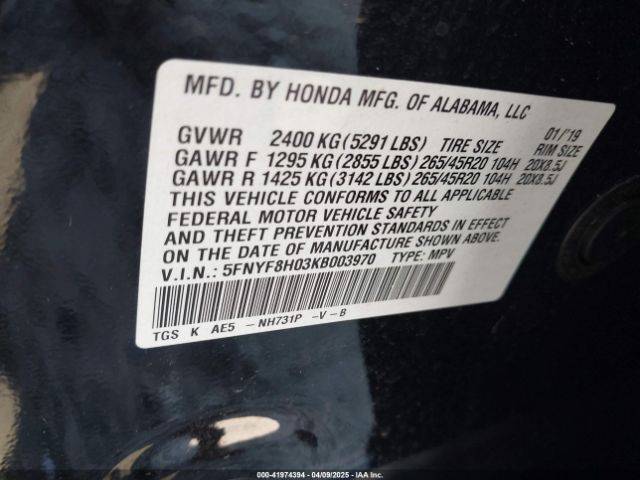 MFD. BY HONDA MFG. OF ALABAMA, LLC
01/'19
GVWR 2400 KG (5291 LBS) TIRE SIZE RIM SIZE
GAWR F 1295 KG (2855 LBS) 265/45R20 104H 20X8.5J
GAWR R 1425 KG (3142 LBS) 265/45R20 104H 20X8.5J
THIS VEHICLE CONFORMS TO ALL APPLICABLE
FEDERAL MOTOR VEHICLE SAFETY
AND THEFT PREVENTION STANDARDS IN EFFECT
ON THE DATE OF MANUFACTURE SHOWN ABOVE.
V.I.N.: 5FNYF8H03KB003970 TYPE: MPV
TGS K AE5 - NH731P - V - B
000-41974394 - 04/09/2025 - IAA Inc.